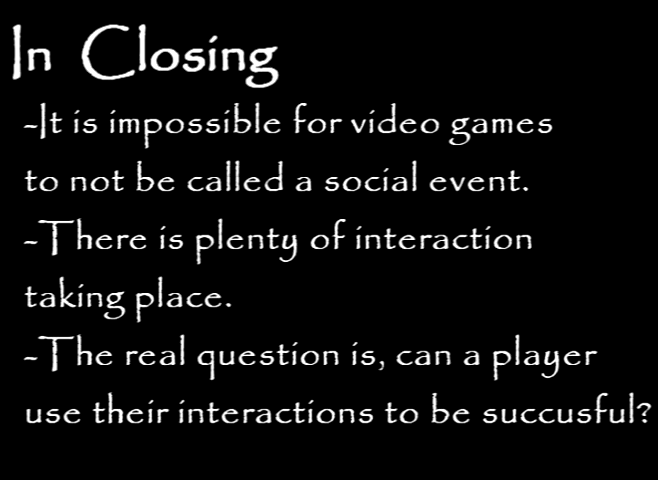 In Closing
-It is impossible for video games
to not be called a social event.
-There is plenty of interaction
taking place.
-The real question is, can a player
use their interactions to be succusful?